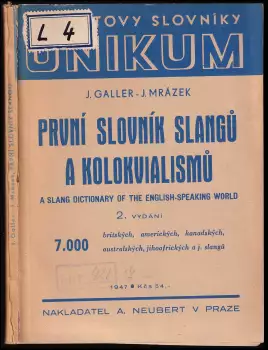 TOVY SLOVNÍKY
L 4
UNIKUM
J. GALLER - J. MRÁZEK
PRVNÍ SLOVNÍK SLANGŮ
A KOLOKVIALISMŮ
A SLANG DICTIONARY OF THE ENGLISH-SPEAKING WORLD
2. VYDÁNÍ
7.000
britských, amerických, kanadských,
australských, jihoafrických a j. slangů
1947 • Kčs 54.-
NAKLADATEL A. NEUBERT V PRAZE